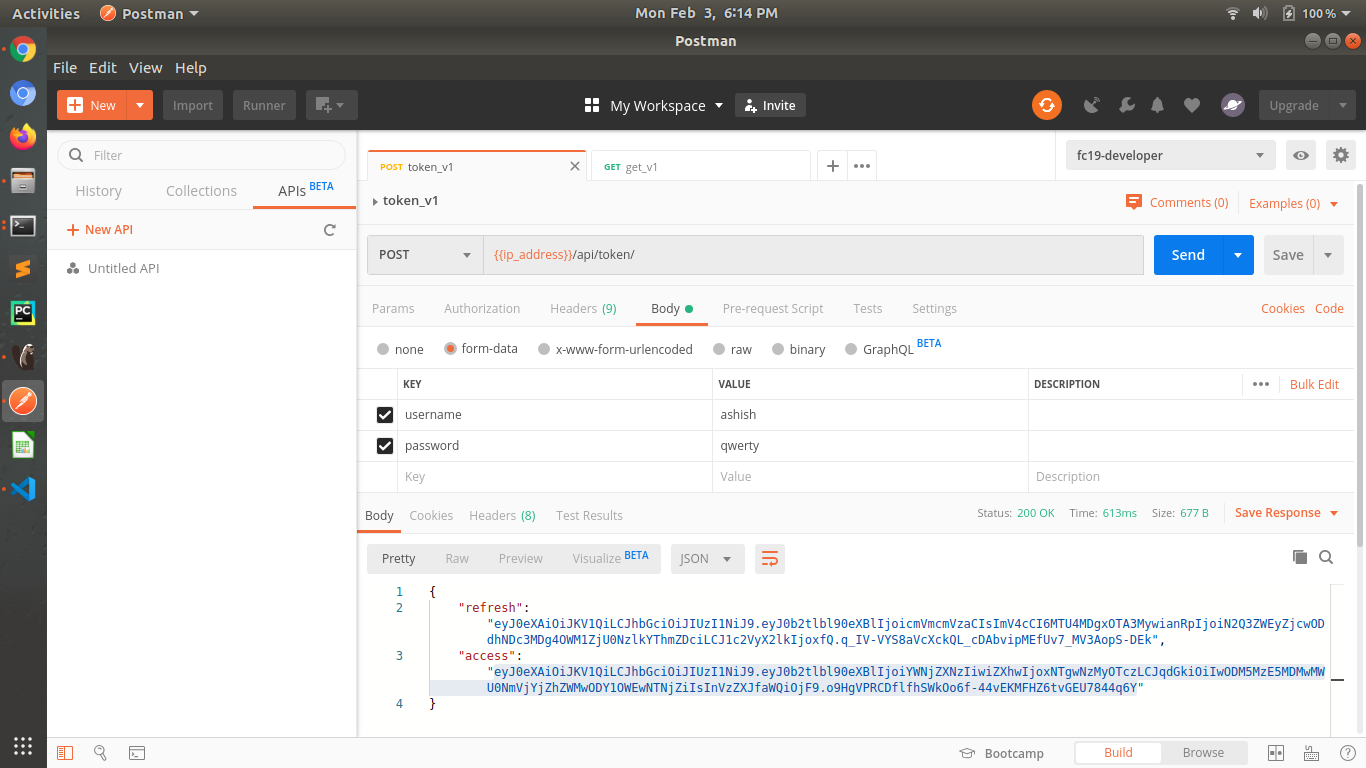 Activities
Postman
Mon Feb 3, 6:14 PM
100 %
Postman
File Edit View Help
New
Import
Runner
My Workspace
Invite
Upgrade
Filter
History
Collections
APIs BETA
New API
Untitled API
POST token_v1
GET get_v1
fc19-developer
token_v1
Comments (0)
Examples (0)
POST
{{ip_address}}/api/token/
Send
Save
Params
Authorization
Headers (9)
Body
Pre-request Script
Tests
Settings
Cookies
Code
none
form-data
x-www-form-urlencoded
raw
binary
GraphQL BETA
KEY VALUE DESCRIPTION
Bulk Edit
username ashish
password qwerty
Key Value Description
Body
Cookies
Headers (8)
Test Results
Status: 200 OK
Time: 613ms
Size: 677 B
Save Response
Pretty
Raw
Preview
Visualize BETA
JSON
1 {
2 "refresh":
"eyJ0eXAiOiJKV1QiLCJhbGciOiJIUzI1NiJ9.eyJ0b2tlbl90eXBlIjoicmVmcmVzaCIsImV4cCI6MTU4MDgxOTA3MywianRpIjoiN2Q3ZWEyZjcwOD
dhNDc3MDg4OWM1ZjU0NzlkYThmZDciLCJ1c2VyX2lkIjoxfQ.q_IV-VYS8aVcXckQL_cDAbvipMEfUv7_MV3AopS-DEk",
3 "access":
"eyJ0eXAiOiJKV1QiLCJhbGciOiJIUzI1NiJ9.eyJ0b2tlbl90eXBlIjoiYWNjZXNzIiwiZXhwIjoxNTgwNzMyOTczLCJqdGkiOiIwODM5MzE5MDMwMW
U0NmVjYjZhZWMwODY1OWEwNTNjZiIsInVzZXJfaWQiOjF9.o9HgVPRCDflfhSWkOo6f-44vEKMFHZ6tvGEU7844q6Y"
4 }
Bootcamp
Build
Browse